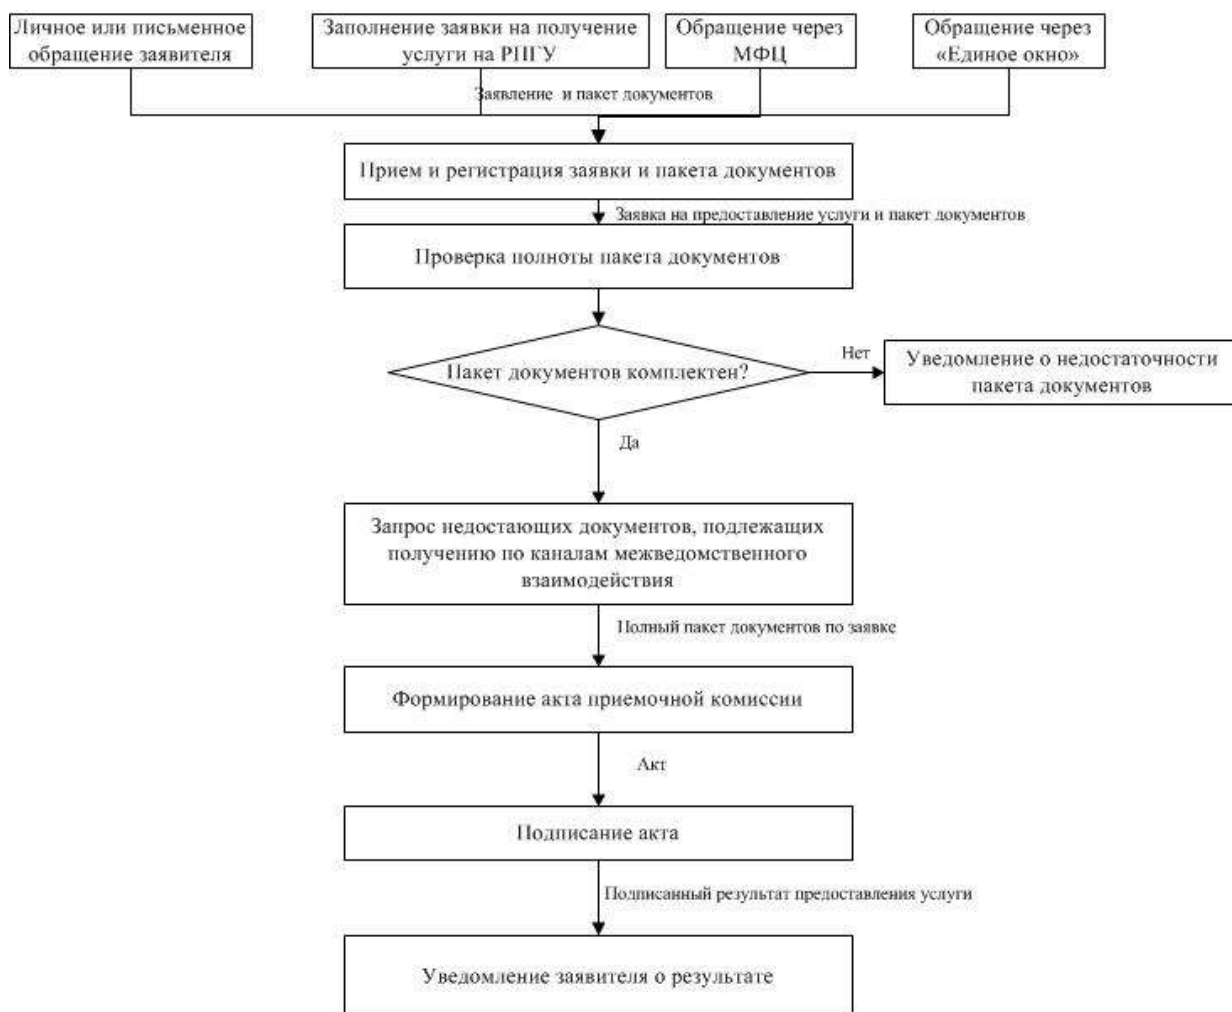 Личное или письменное
обращение заявителя
Заполнение заявки на получение
услуги на РПГУ
Обращение через
МФЦ
Обращение через
«Единое окно»
Заявление и пакет документов
Прием и регистрация заявки и пакета документов
Заявка на предоставление услуги и пакет документов
Проверка полноты пакета документов
Пакет документов комплектен?
Нет
Уведомление о недостаточности
пакета документов
Да
Запрос недостающих документов, подлежащих
получению по каналам межведомственного
взаимодействия
Полный пакет документов по заявке
Формирование акта приемочной комиссии
Акт
Подписание акта
Подписанный результат предоставления услуги
Уведомление заявителя о результате